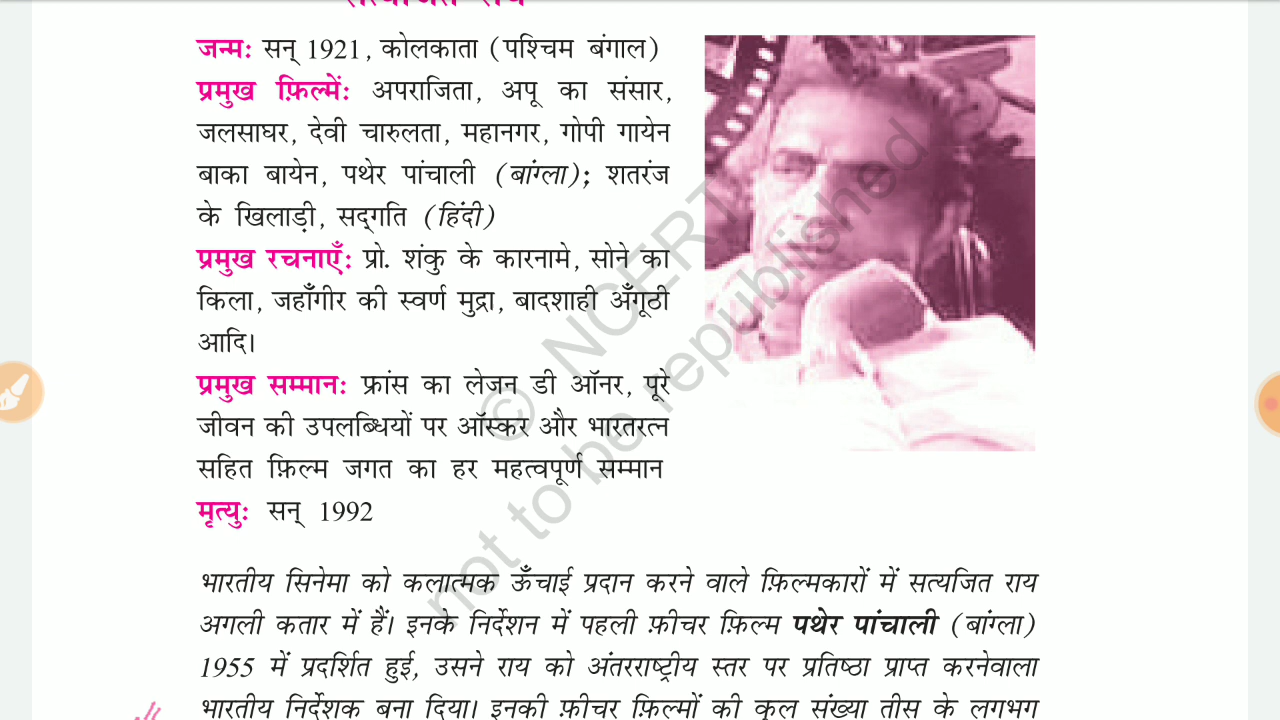 जन्मः सन् 1921, कोलकाता (पश्चिम बंगाल)
प्रमुख फ़िल्मेंः अपराजिता, अपू का संसार,
जलसाघर, देवी चारुलता, महानगर, गोपी गायेन
बाका बायेन, पथेर पांचाली (बांग्ला); शतरंज
के खिलाड़ी, सद्‌गति (हिंदी)
प्रमुख रचनाएँः प्रो. शंकु के कारनामे, सोने का
किला, जहाँगीर की स्वर्ण मुद्रा, बादशाही अँगूठी
आदि।
प्रमुख सम्मानः फ्रांस का लेजन डी ऑनर, पूरे
जीवन की उपलब्धियों पर ऑस्कर और भारतरत्न
सहित फ़िल्म जगत का हर महत्वपूर्ण सम्मान
मृत्युः सन् 1992
© NCERT
not to be republished
भारतीय सिनेमा को कलात्मक ऊँचाई प्रदान करने वाले फ़िल्मकारों में सत्यजित राय
अगली कतार में हैं। इनके निर्देशन में पहली फ़ीचर फ़िल्म पथेर पांचाली (बांग्ला)
1955 में प्रदर्शित हुई, उसने राय को अंतरराष्ट्रीय स्तर पर प्रतिष्ठा प्राप्त करनेवाला
भारतीय निर्देशक बना दिया। इनकी फ़ीचर फ़िल्मों की कुल संख्या तीस के लगभग